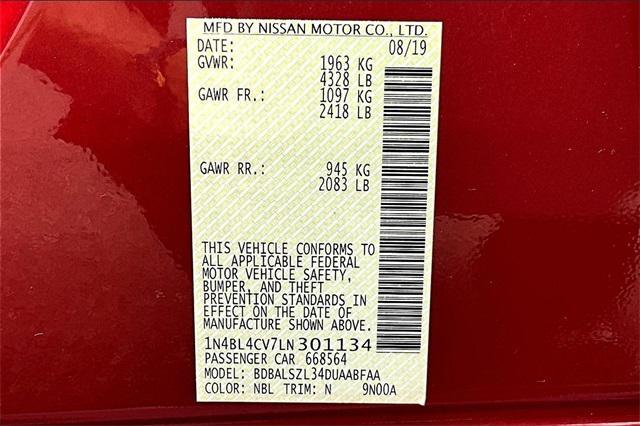 MFD BY NISSAN MOTOR CO., LTD.
DATE: 08/19
GVWR: 1963 KG
4328 LB
GAWR FR.: 1097 KG
2418 LB
GAWR RR.: 945 KG
2083 LB
THIS VEHICLE CONFORMS TO
ALL APPLICABLE FEDERAL
MOTOR VEHICLE SAFETY,
BUMPER, AND THEFT
PREVENTION STANDARDS IN
EFFECT ON THE DATE OF
MANUFACTURE SHOWN ABOVE.
1N4BL4CV7LN301134
PASSENGER CAR 668564
MODEL: BDBALSZL34DUAABFAA
COLOR: NBL TRIM: N 9N00A